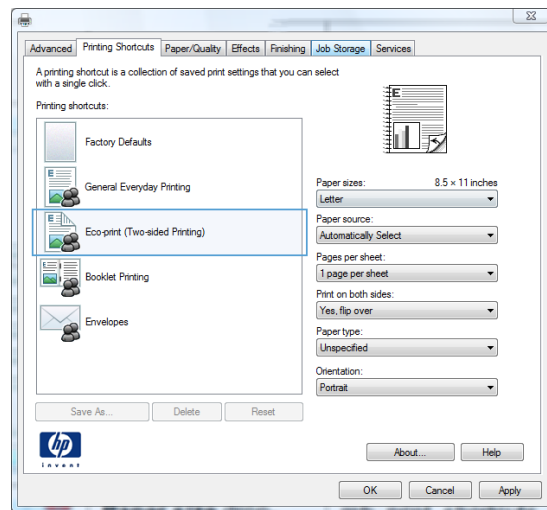 Advanced Printing Shortcuts Paper/Quality Effects Finishing Job Storage Services
A printing shortcut is a collection of saved print settings that you can select
with a single click.
Printing shortcuts:
Factory Defaults
General Everyday Printing
Eco-print (Two-sided Printing)
Booklet Printing
Envelopes
Save As... Delete Reset
E
Paper sizes: 8.5 × 11 inches
Letter
Paper source:
Automatically Select
Pages per sheet:
1 page per sheet
Print on both sides:
Yes, flip over
Paper type:
Unspecified
Orientation:
Portrait
hp
invent
About... Help
OK Cancel Apply